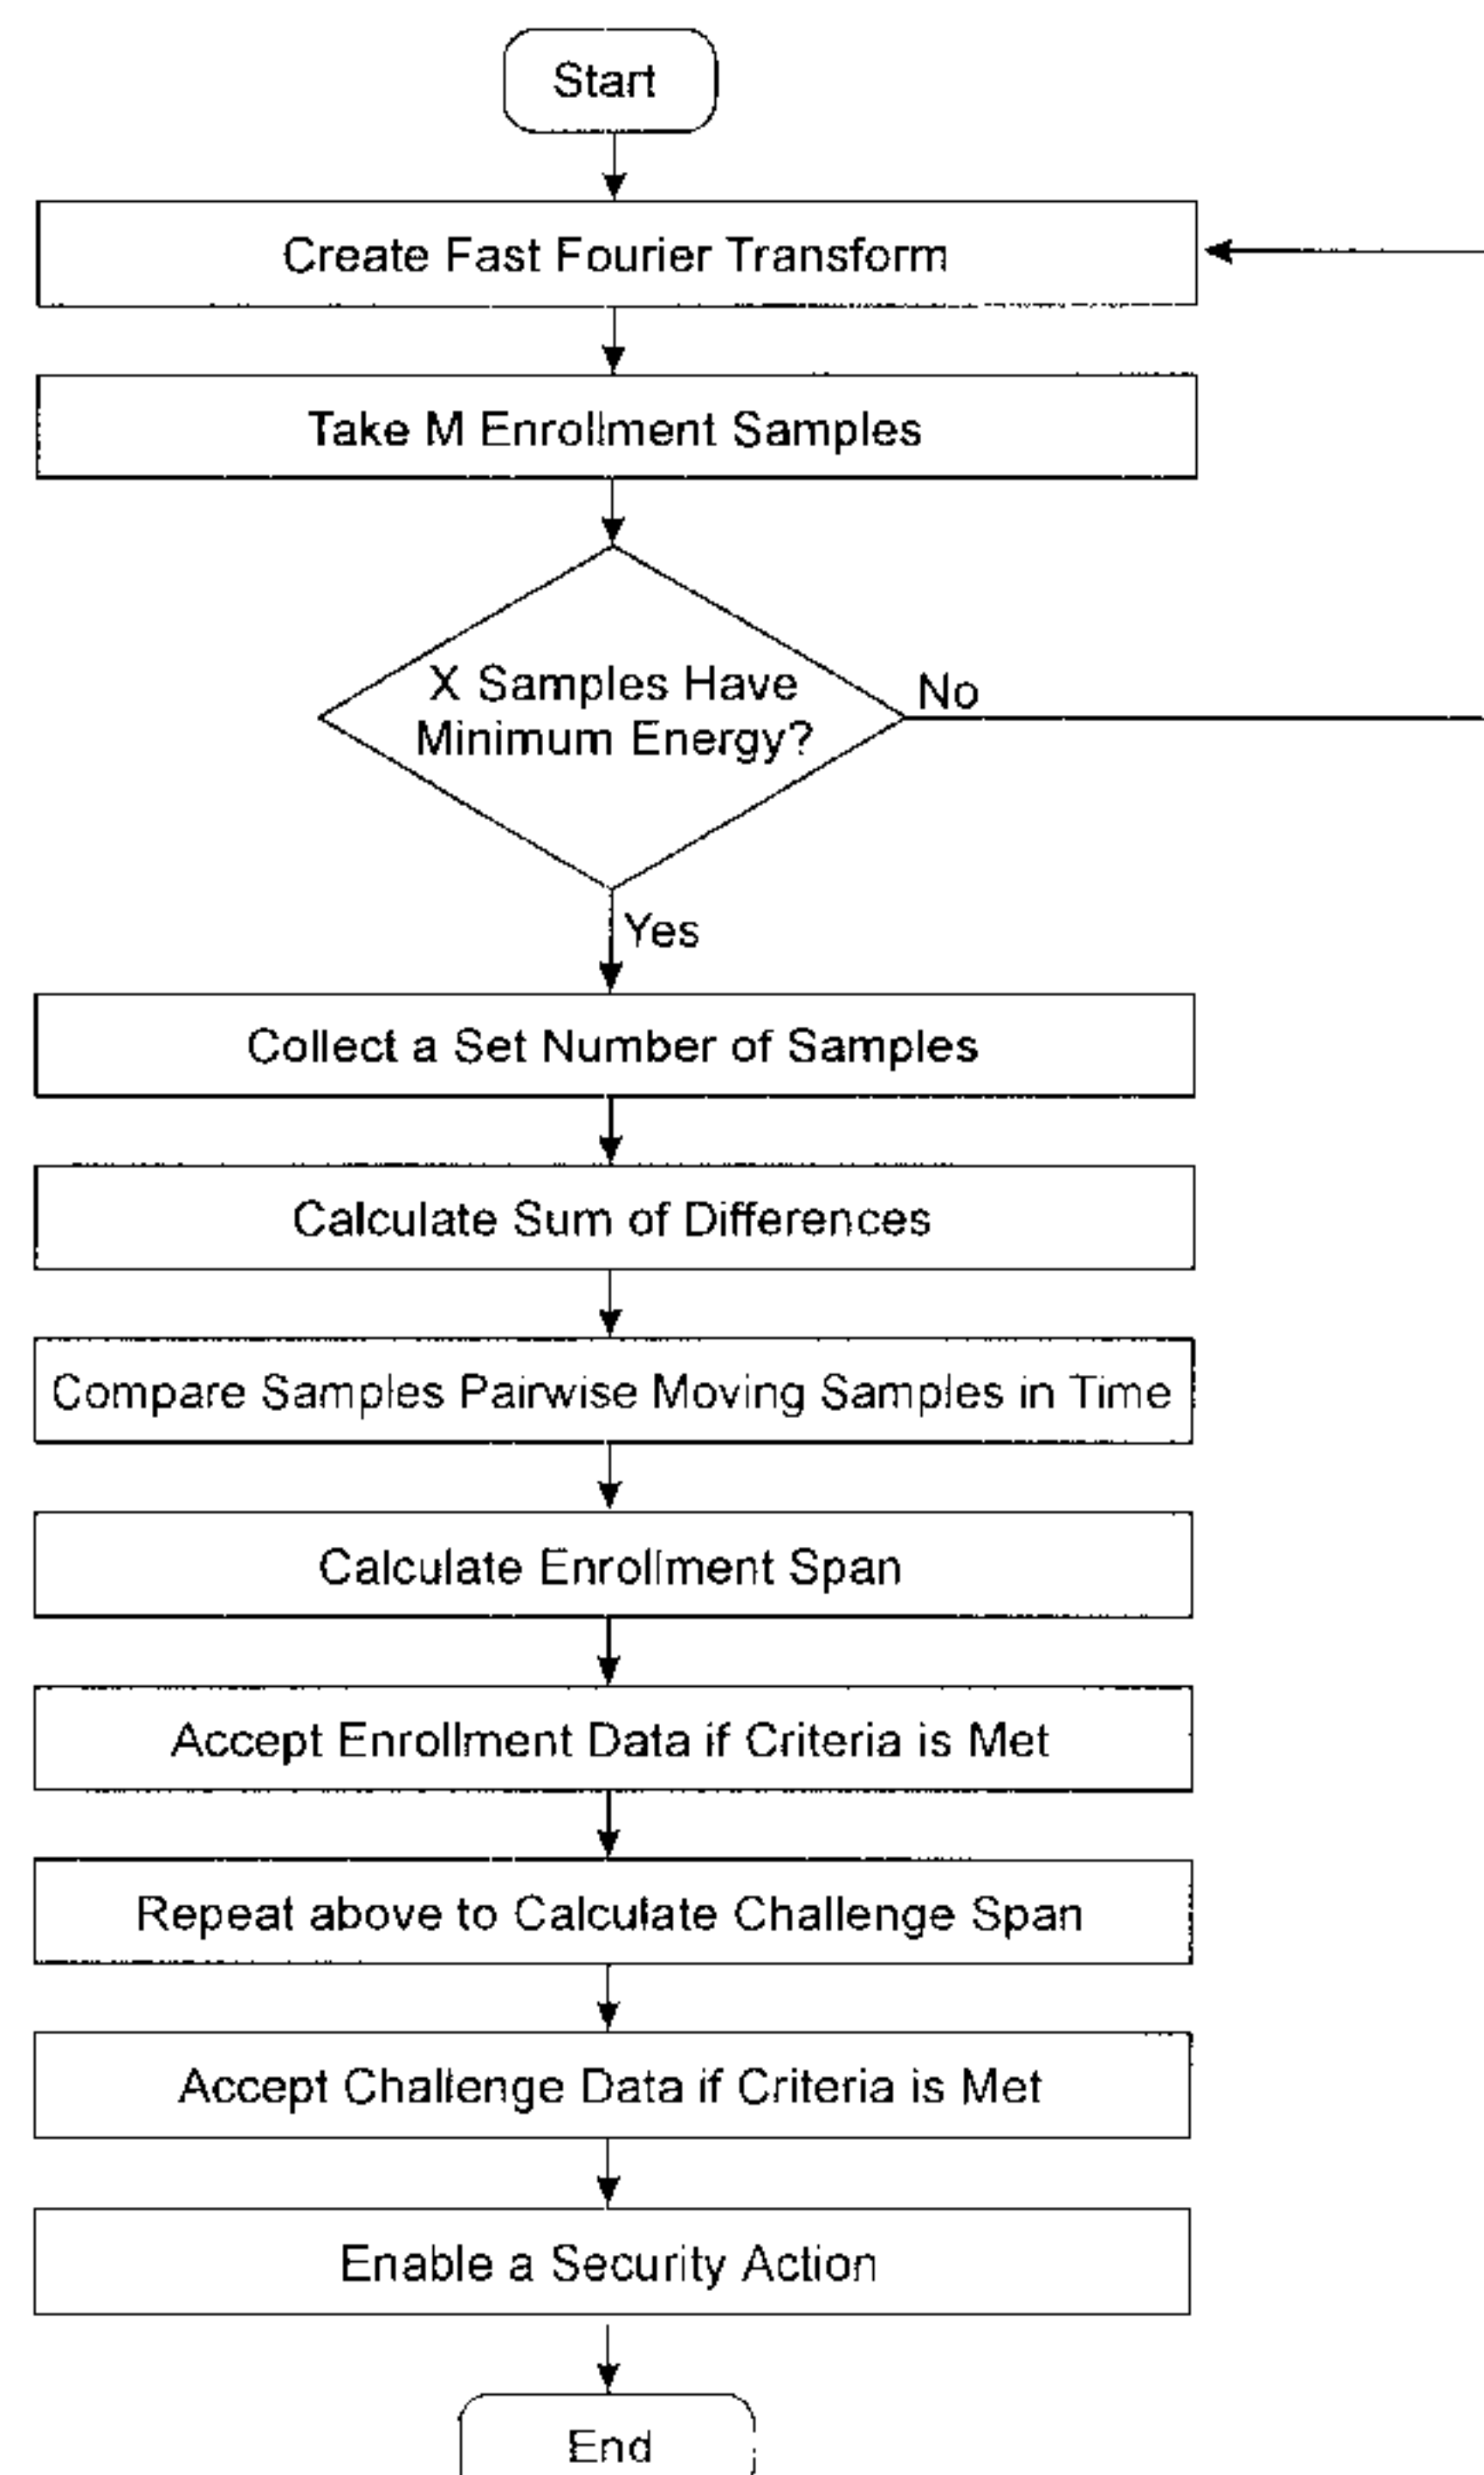 Start
Create Fast Fourier Transform
Take M Enrollment Samples
X Samples Have
Minimum Energy?
No
Yes
Collect a Set Number of Samples
Calculate Sum of Differences
Compare Samples Pairwise Moving Samples in Time
Calculate Enrollment Span
Accept Enrollment Data if Criteria is Met
Repeat above to Calculate Challenge Span
Accept Challenge Data if Criteria is Met
Enable a Security Action
End